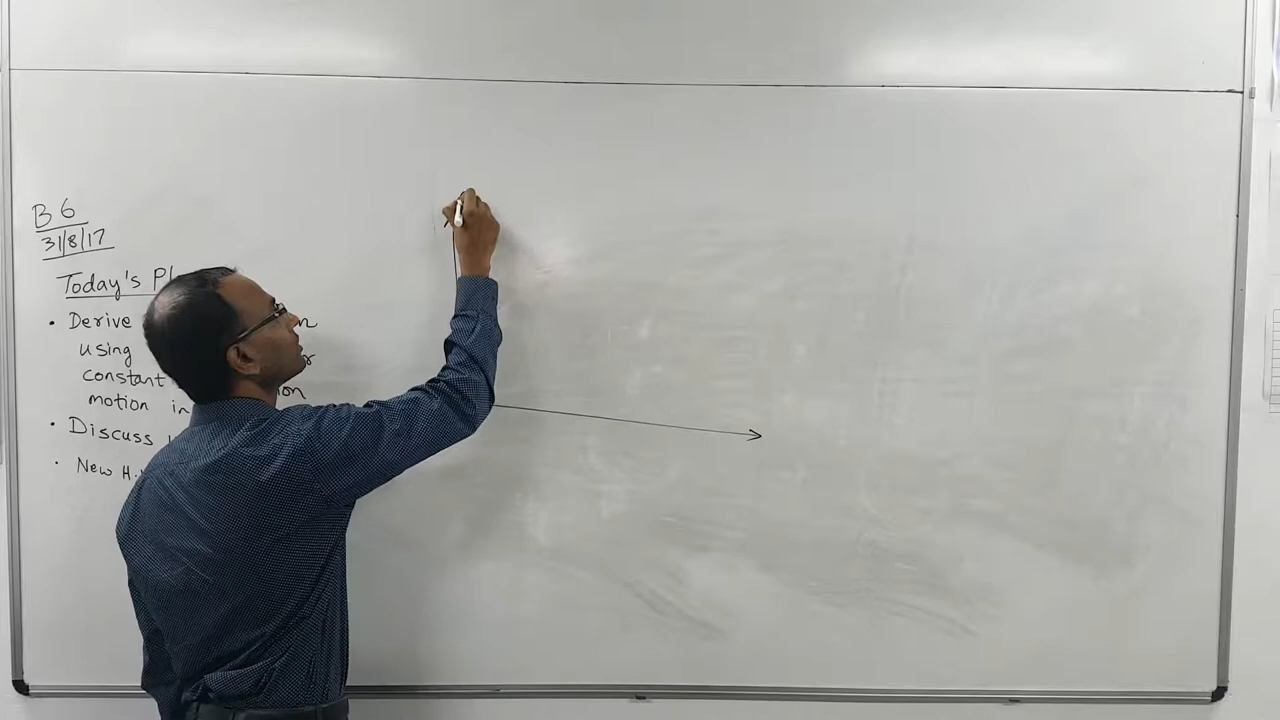 B 6
31/8/17
Today's Pl
• Derive
using
constant
motion in
• Discuss
• New H.